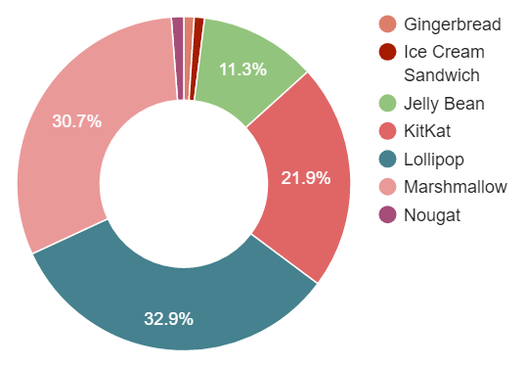 Gingerbread
Ice Cream
Sandwich
Jelly Bean
KitKat
Lollipop
Marshmallow
Nougat
11.3%
30.7%
21.9%
32.9%